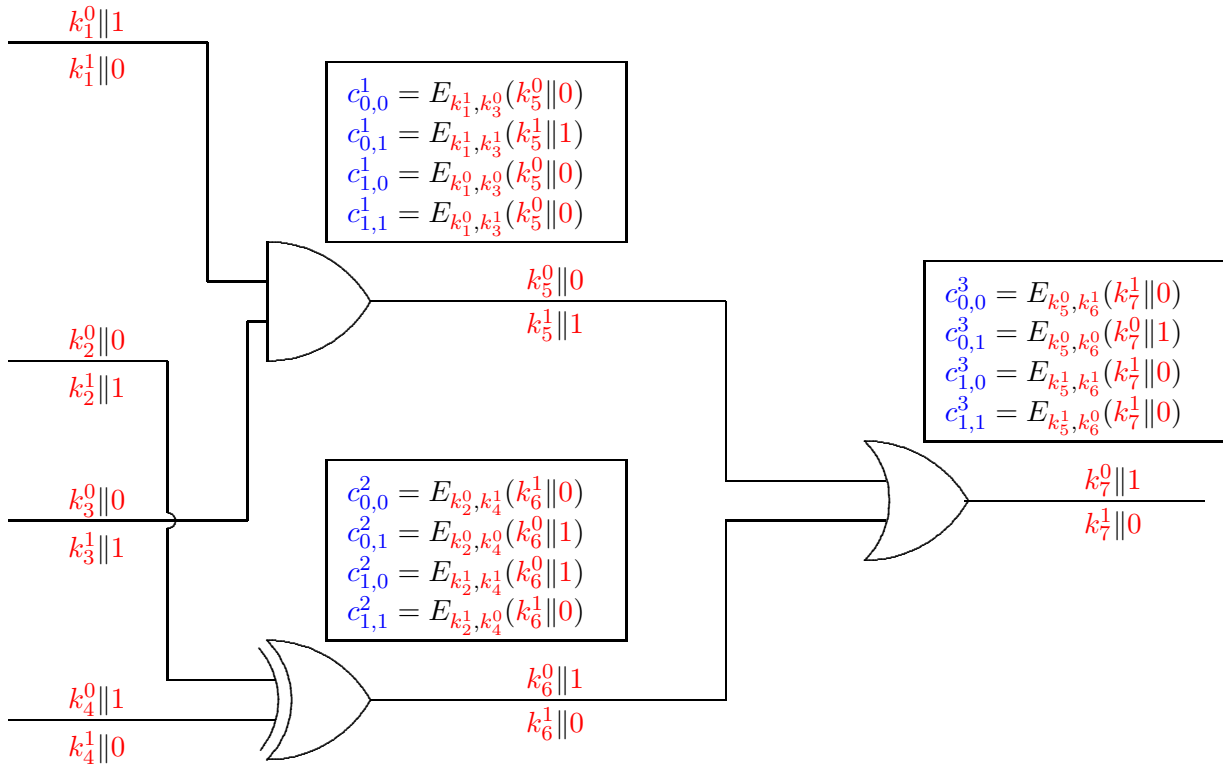 k_1^0‖1
k_1^1‖0
c_{0,0}^1 = E_{k_1^1,k_3^0}(k_5^0‖0)
c_{0,1}^1 = E_{k_1^1,k_3^1}(k_5^1‖1)
c_{1,0}^1 = E_{k_1^0,k_3^0}(k_5^0‖0)
c_{1,1}^1 = E_{k_1^0,k_3^1}(k_5^0‖0)
k_5^0‖0
k_5^1‖1
c_{0,0}^3 = E_{k_5^0,k_6^1}(k_7^1‖0)
c_{0,1}^3 = E_{k_5^0,k_6^0}(k_7^0‖1)
c_{1,0}^3 = E_{k_5^1,k_6^1}(k_7^1‖0)
c_{1,1}^3 = E_{k_5^1,k_6^0}(k_7^1‖0)
k_2^0‖0
k_2^1‖1
k_3^0‖0
k_3^1‖1
c_{0,0}^2 = E_{k_2^0,k_4^1}(k_6^1‖0)
c_{0,1}^2 = E_{k_2^0,k_4^0}(k_6^0‖1)
c_{1,0}^2 = E_{k_2^1,k_4^1}(k_6^0‖1)
c_{1,1}^2 = E_{k_2^1,k_4^0}(k_6^1‖0)
k_7^0‖1
k_7^1‖0
k_4^0‖1
k_4^1‖0
k_6^0‖1
k_6^1‖0